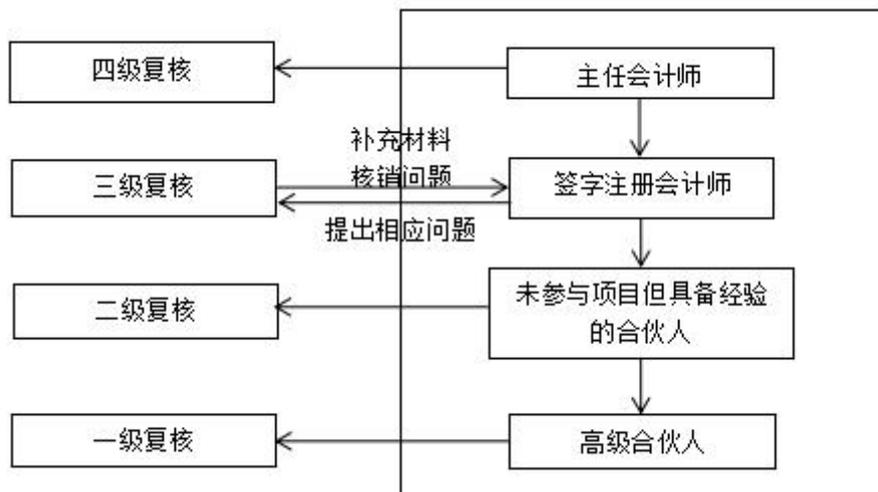 四级复核
主任会计师
补充材料
核销问题
三级复核
签字注册会计师
提出相应问题
二级复核
未参与项目但具备经验
的合伙人
一级复核
高级合伙人